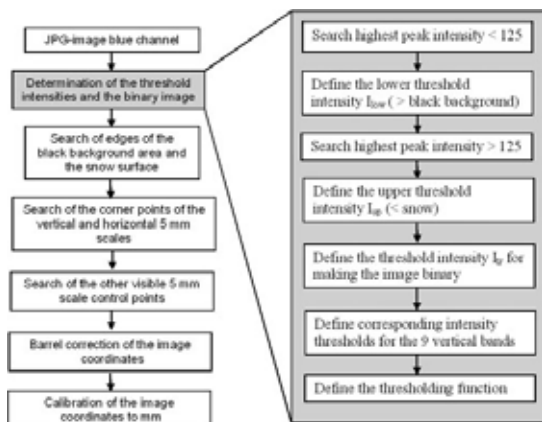 JPG-image blue channel
Determination of the threshold
intensities and the binary image
Search of edges of the
black background area and
the snow surface
Search of the corner points of the
vertical and horizontal 5 mm
scales
Search of the other visible 5 mm
scale control points
Barrel correction of the image
coordinates
Calibration of the image
coordinates to mm
Search highest peak intensity < 125
Define the lower threshold
intensity Ilow ( > black background)
Search highest peak intensity > 125
Define the upper threshold
intensity Iup (< snow)
Define the threshold intensity Itr for
making the image binary
Define corresponding intensity
thresholds for the 9 vertical bands
Define the thresholding function